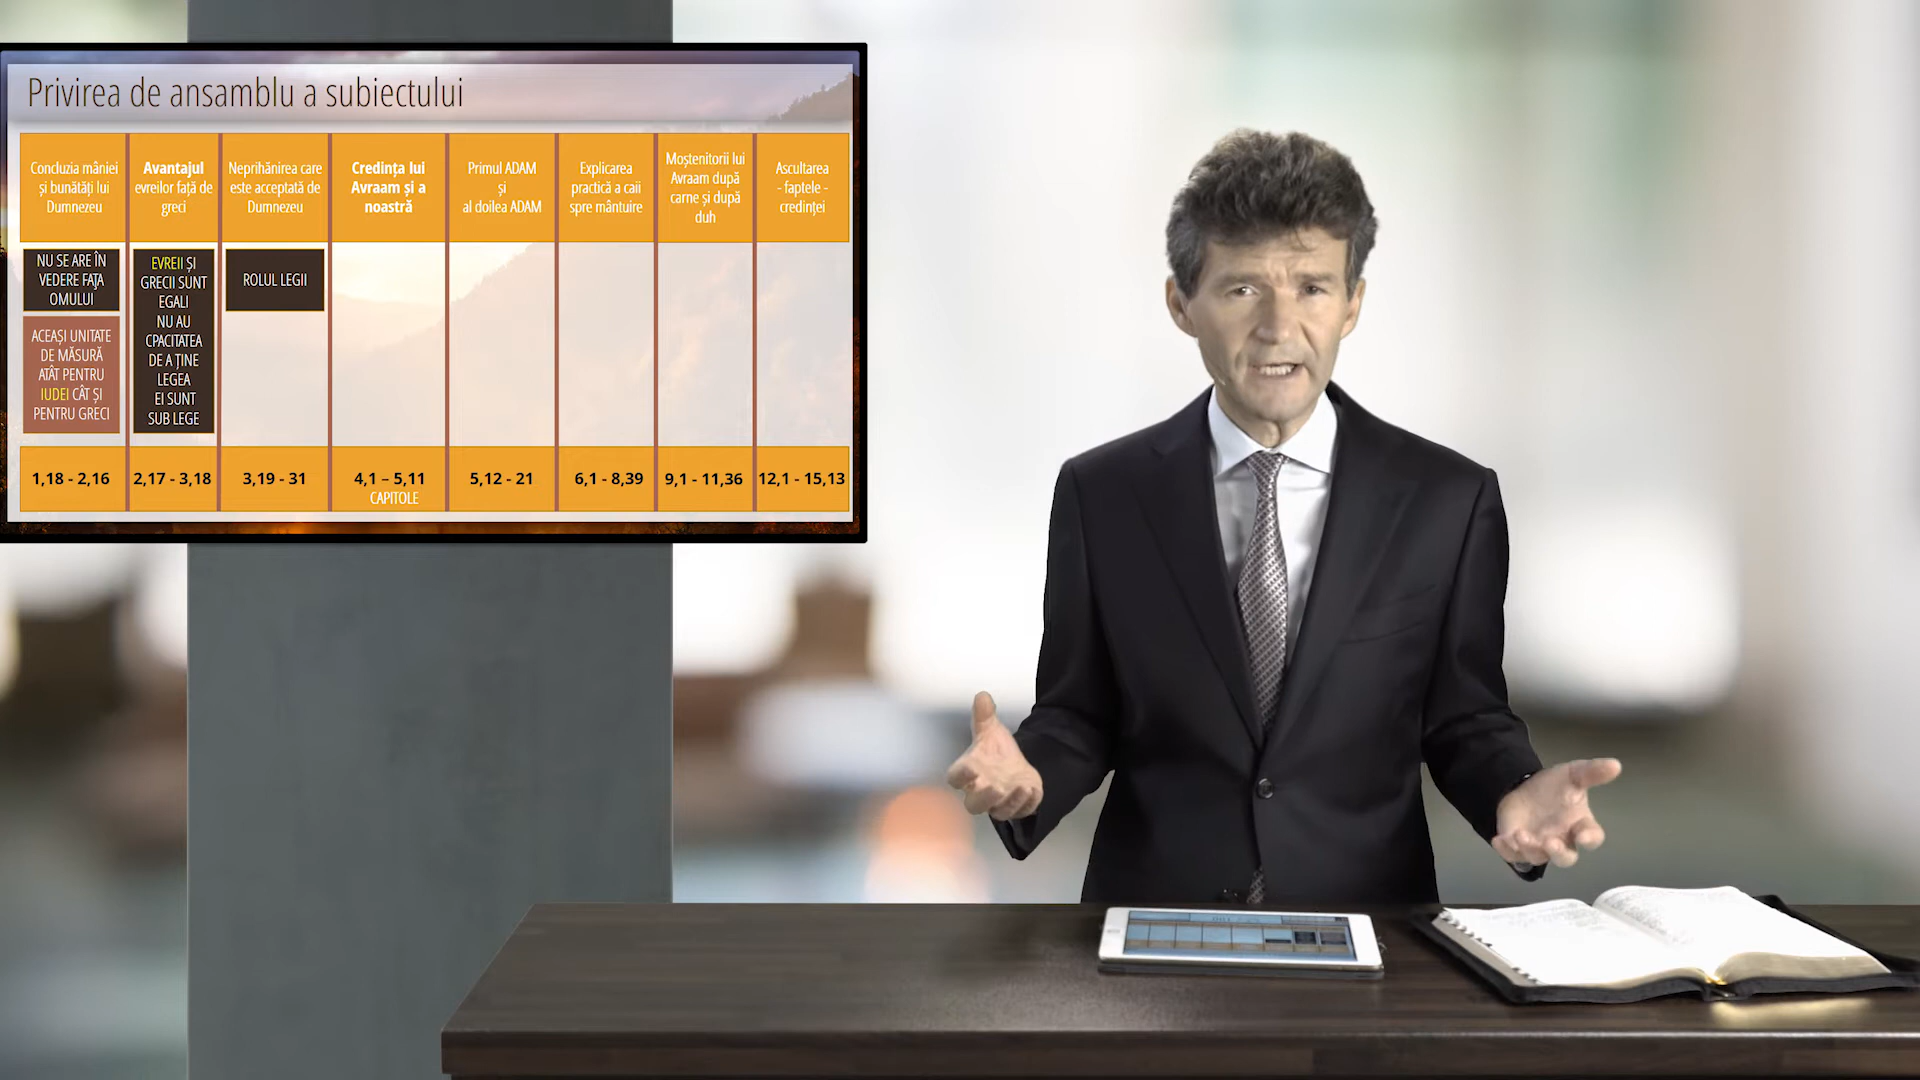 Privirea de ansamblu a subiectului
Concluzia mâniei
și bunătăți lui
Dumnezeu
Avantajul
evreilor față de
greci
Neprihănirea care
este acceptată de
Dumnezeu
Credința lui
Avraam și a
noastră
Primul ADAM
și
al doilea ADAM
Explicarea
practică a caii
spre mântuire
Moștenitorii lui
Avraam după
carne și după
duh
Ascultarea
- faptele -
credinței
NU SE ARE ÎN
VEDERE FAŢA
OMULUI
ACEAȘI UNITATE
DE MĂSURĂ
ATÂT PENTRU
IUDEI CÂT ȘI
PENTRU GRECI
EVREII ȘI
GRECII SUNT
EGALI
NU AU
CPACITATEA
DE A ȚINE
LEGEA
EI SUNT
SUB LEGE
ROLUL LEGII
1,18 - 2,16
2,17 - 3,18
3,19 - 31
4,1 – 5,11
CAPITOLE
5,12 - 21
6,1 - 8,39
9,1 - 11,36
12,1 - 15,13